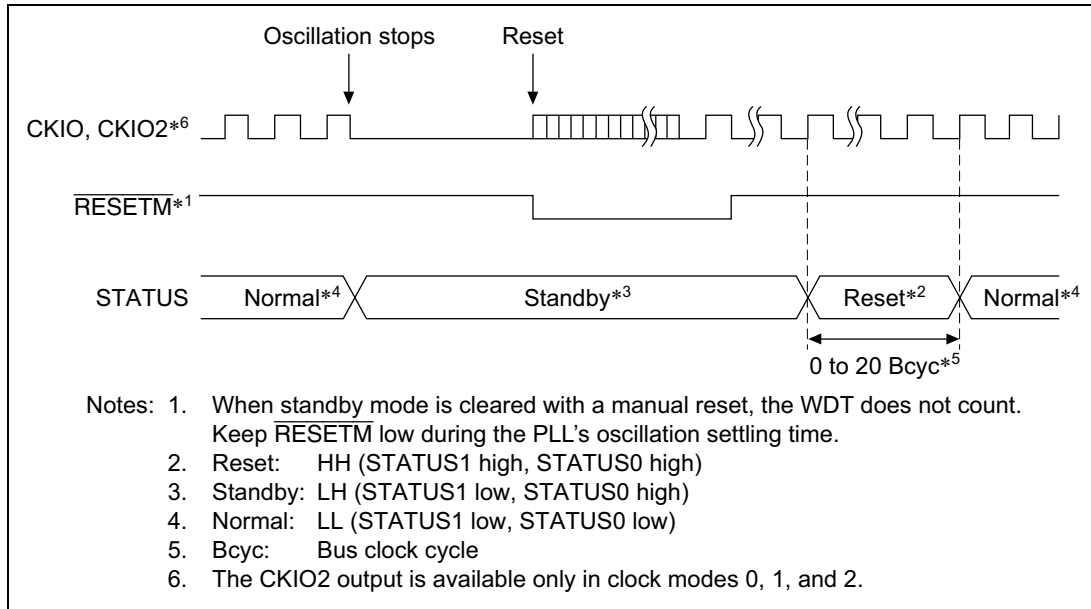 Oscillation stops Reset
CKIO, CKIO2*6
RESETM*1
STATUS Normal*4 Standby*3 Reset*2 Normal*4
0 to 20 Bcyc*5
Notes: 1. When standby mode is cleared with a manual reset, the WDT does not count.
Keep RESETM low during the PLL's oscillation settling time.
2. Reset: HH (STATUS1 high, STATUS0 high)
3. Standby: LH (STATUS1 low, STATUS0 high)
4. Normal: LL (STATUS1 low, STATUS0 low)
5. Bcyc: Bus clock cycle
6. The CKIO2 output is available only in clock modes 0, 1, and 2.